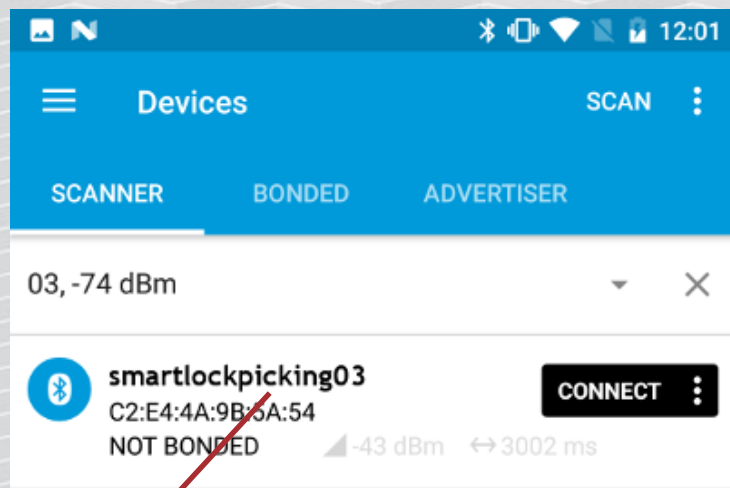 12:01
Devices SCAN
SCANNER BONDED ADVERTISER
03, -74 dBm
smartlockpicking03
CONNECT
C2:E4:4A:9B:5A:54
NOT BONDED -43 dBm 3002 ms